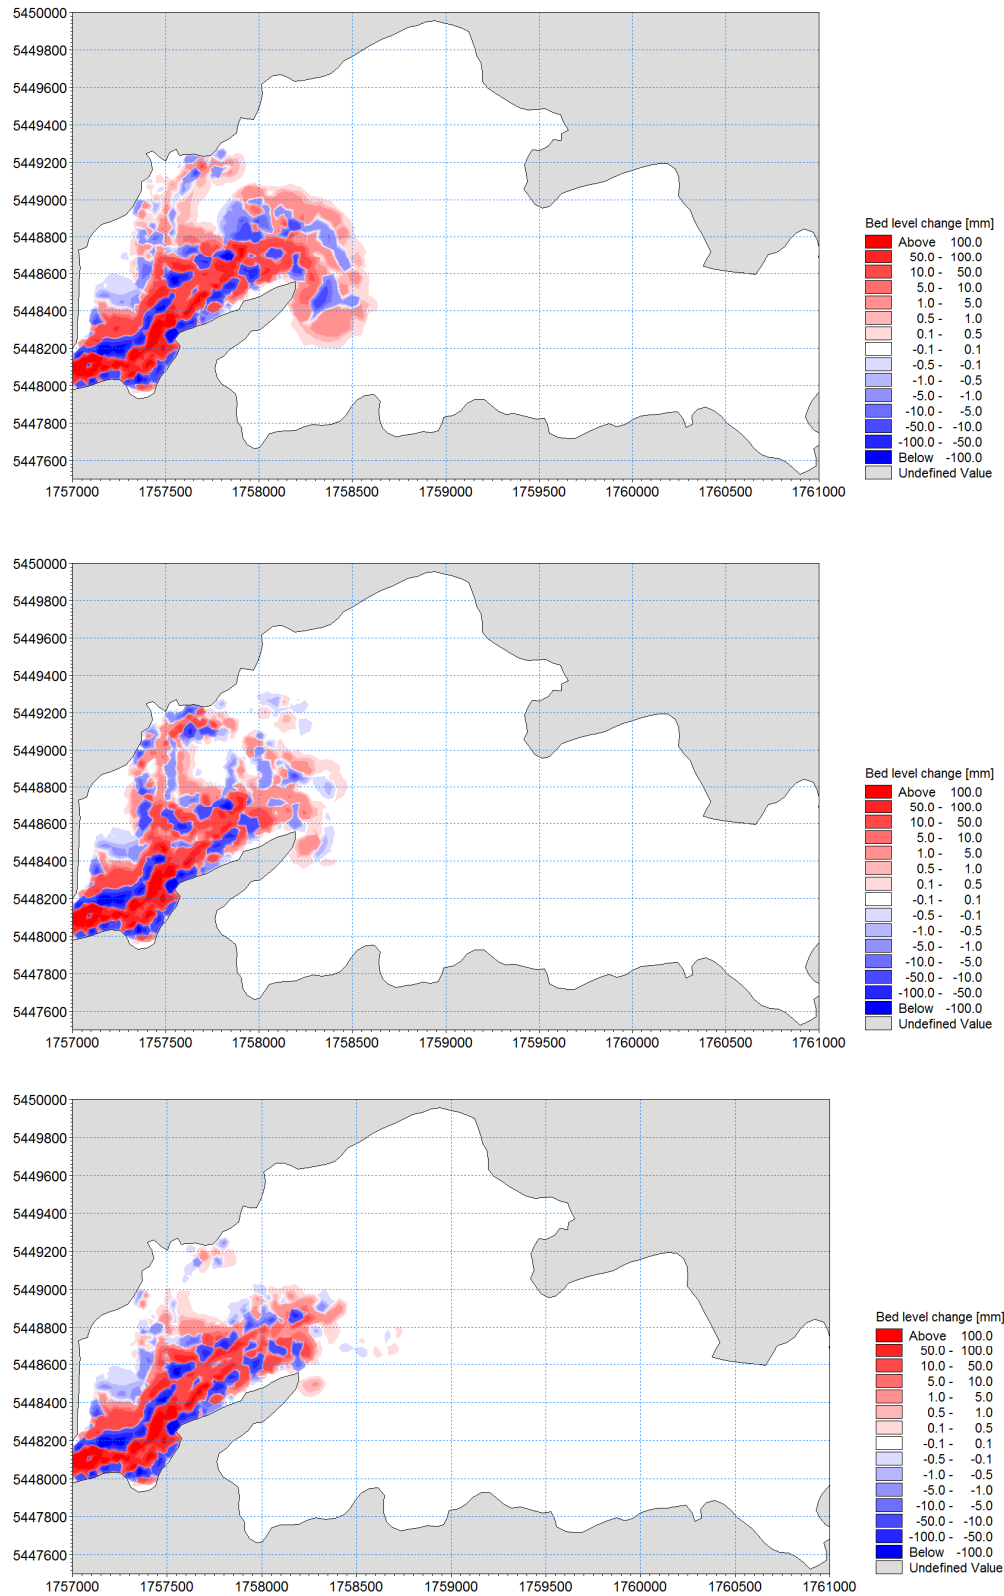 5450000
5449800
5449600
5449400
5449200
5449000
5448800
5448600
5448400
5448200
5448000
5447800
5447600
1757000 1757500 1758000 1758500 1759000 1759500 1760000 1760500 1761000
Bed level change [mm]
Above 100.0
50.0 - 100.0
10.0 - 50.0
5.0 - 10.0
1.0 - 5.0
0.5 - 1.0
0.1 - 0.5
-0.1 - 0.1
-0.5 - -0.1
-1.0 - -0.5
-5.0 - -1.0
-10.0 - -5.0
-50.0 - -10.0
-100.0 - -50.0
Below -100.0
Undefined Value
5450000
5449800
5449600
5449400
5449200
5449000
5448800
5448600
5448400
5448200
5448000
5447800
5447600
1757000 1757500 1758000 1758500 1759000 1759500 1760000 1760500 1761000
Bed level change [mm]
Above 100.0
50.0 - 100.0
10.0 - 50.0
5.0 - 10.0
1.0 - 5.0
0.5 - 1.0
0.1 - 0.5
-0.1 - 0.1
-0.5 - -0.1
-1.0 - -0.5
-5.0 - -1.0
-10.0 - -5.0
-50.0 - -10.0
-100.0 - -50.0
Below -100.0
Undefined Value
5450000
5449800
5449600
5449400
5449200
5449000
5448800
5448600
5448400
5448200
5448000
5447800
5447600
1757000 1757500 1758000 1758500 1759000 1759500 1760000 1760500 1761000
Bed level change [mm]
Above 100.0
50.0 - 100.0
10.0 - 50.0
5.0 - 10.0
1.0 - 5.0
0.5 - 1.0
0.1 - 0.5
-0.1 - 0.1
-0.5 - -0.1
-1.0 - -0.5
-5.0 - -1.0
-10.0 - -5.0
-50.0 - -10.0
-100.0 - -50.0
Below -100.0
Undefined Value